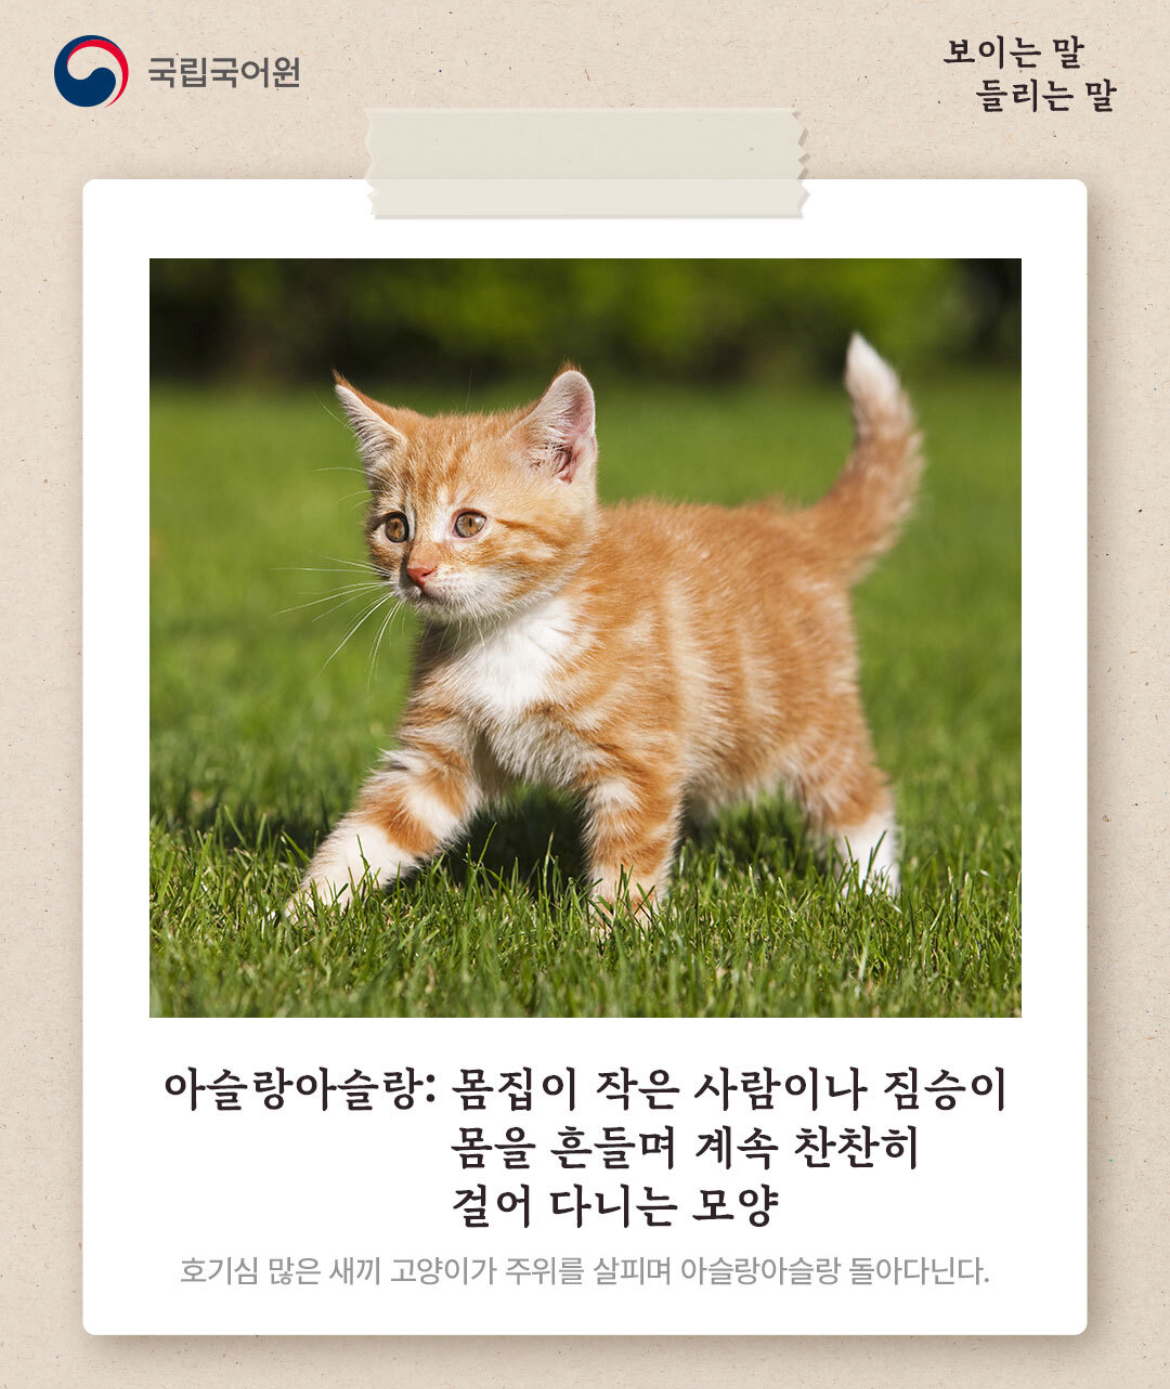 국립국어원
보이는 말
들리는 말
아슬랑아슬랑: 몸집이 작은 사람이나 짐승이
몸을 흔들며 계속 찬찬히
걸어 다니는 모양
호기심 많은 새끼 고양이가 주위를 살피며 아슬랑아슬랑 돌아다닌다.